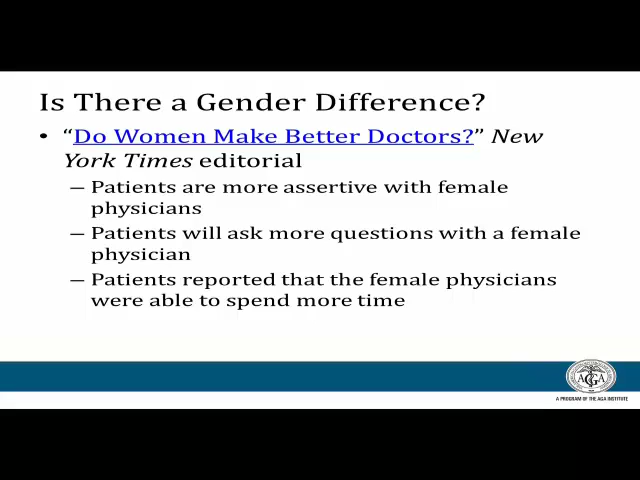 Is There a Gender Difference?
• “Do Women Make Better Doctors?” New
York Times editorial
– Patients are more assertive with female
physicians
– Patients will ask more questions with a female
physician
– Patients reported that the female physicians
were able to spend more time
AGA
A PROGRAM OF THE AGA INSTITUTE